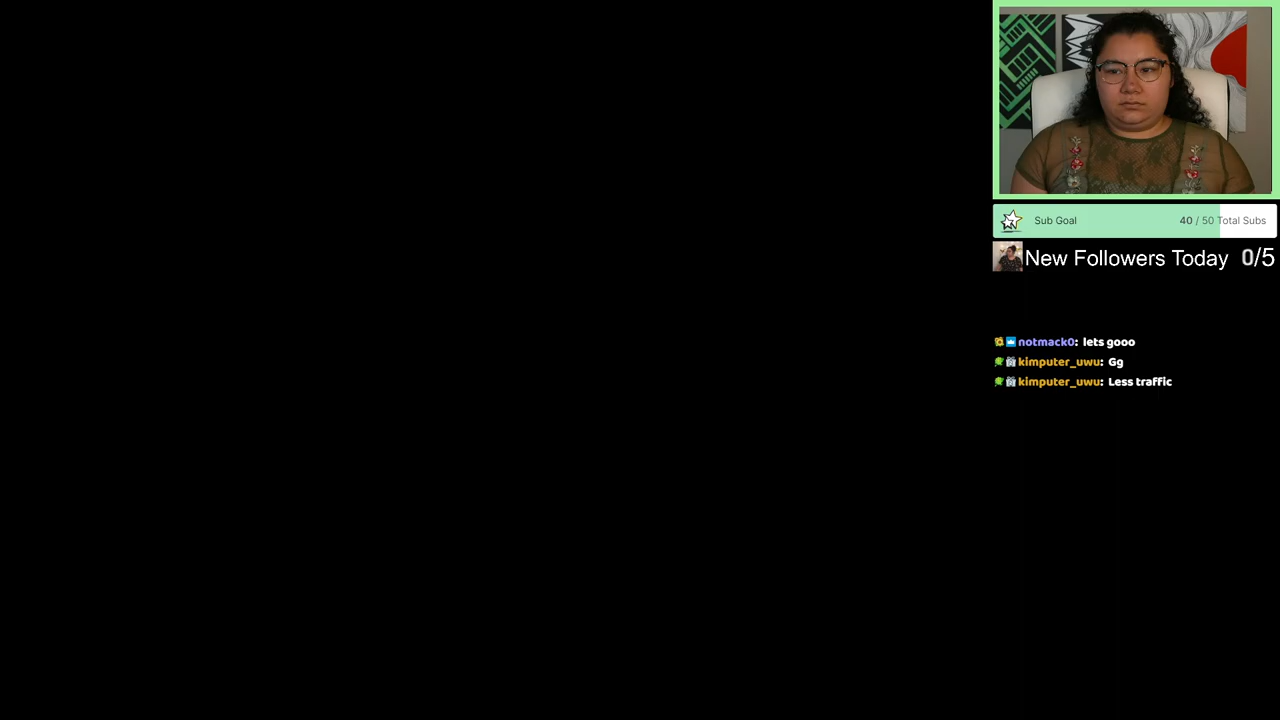 Sub Goal 40 / 50 Total Subs
New Followers Today 0/5
notmack0: lets gooo
kimputer_uwu: Gg
kimputer_uwu: Less traffic